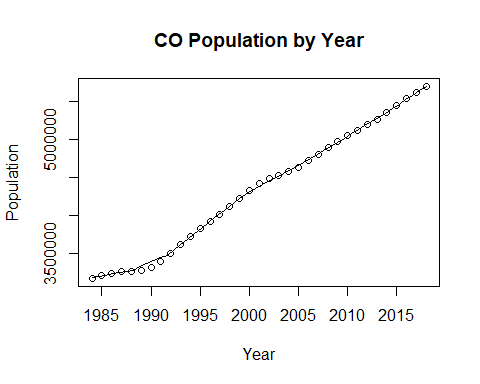 CO Population by Year
Population
5000000
3500000
1985 1990 1995 2000 2005 2010 2015
Year